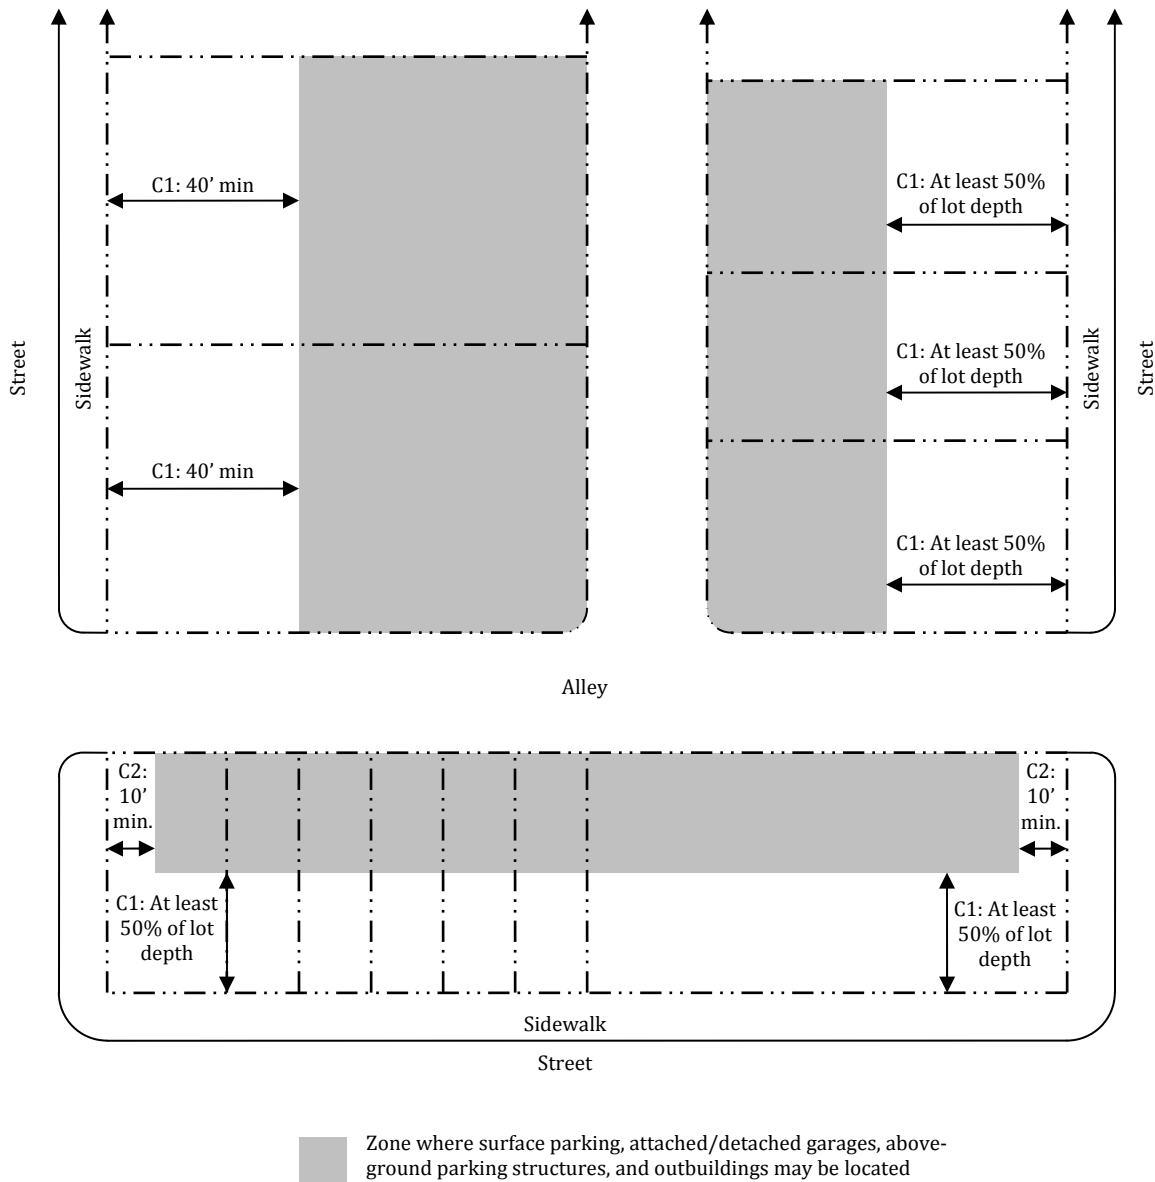 C1: 40’ min
C1: At least 50%
of lot depth
Street
Sidewalk
C1: At least 50%
of lot depth
Sidewalk
Street
C1: 40’ min
C1: At least 50%
of lot depth
Alley
C2:
10’
min.
C2:
10’
min.
C1: At least
50% of lot
depth
C1: At least
50% of lot
depth
Sidewalk
Street
Zone where surface parking, attached/detached garages, above-
ground parking structures, and outbuildings may be located